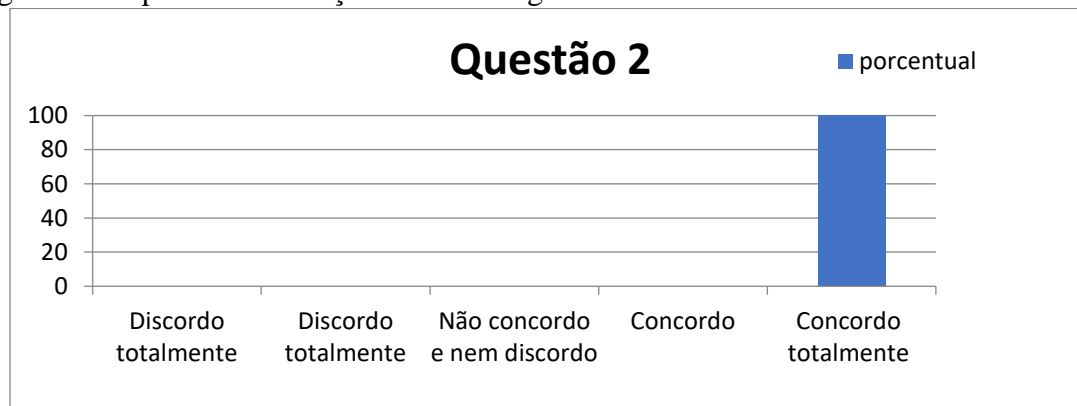 Questão 2
porcentual
100
80
60
40
20
0
Discordo
totalmente
Discordo
totalmente
Não concordo
e nem discordo
Concordo
Concordo
totalmente